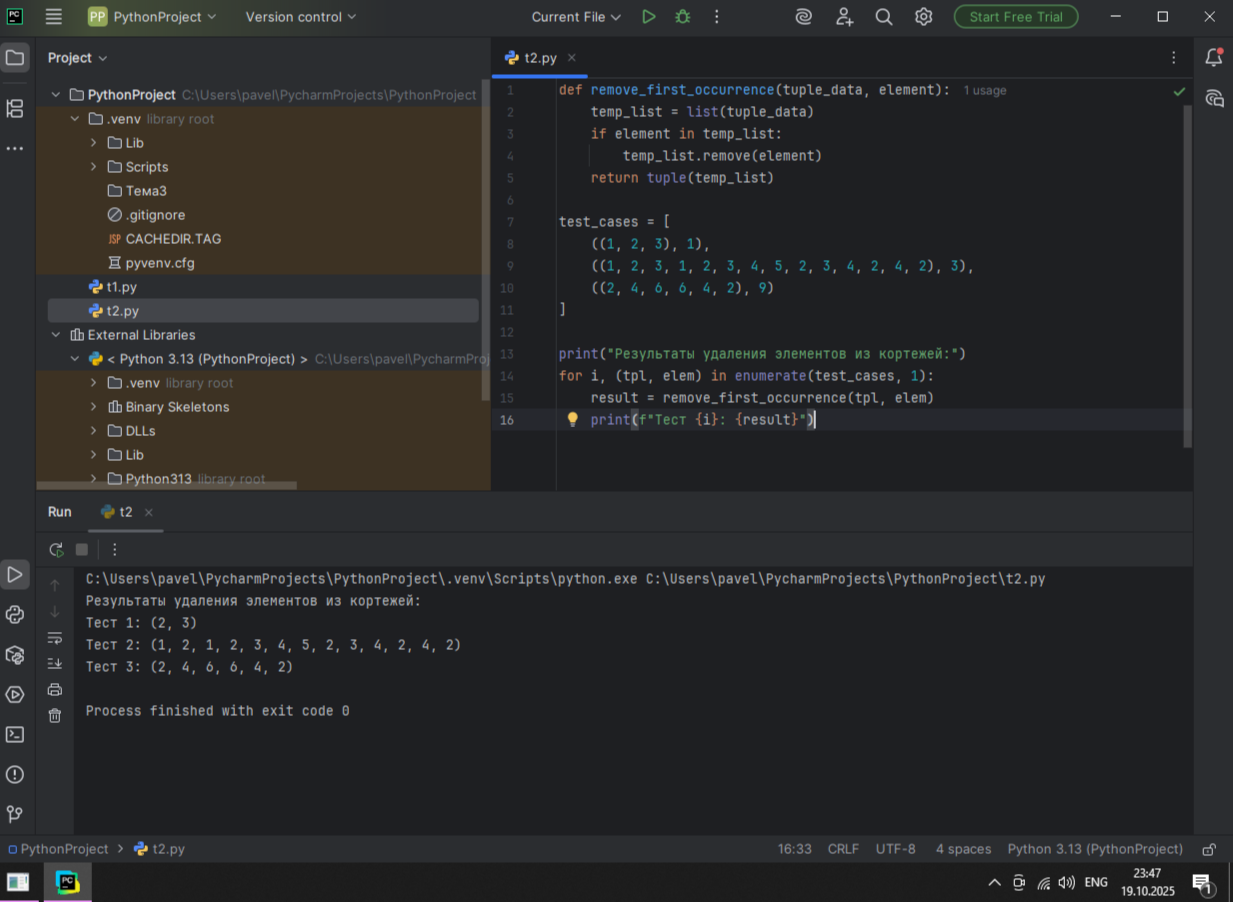 PC
PP PythonProject Version control Current File Start Free Trial
Project
PythonProject C:\Users\pavel\PycharmProjects\PythonProject
.venv library root
Lib
Scripts
Тема3
.gitignore
JSP CACHEDIR.TAG
pyvenv.cfg
t1.py
t2.py
External Libraries
< Python 3.13 (PythonProject) > C:\Users\pavel\PycharmProj
.venv library root
Binary Skeletons
DLLs
Lib
Python313 library root
t2.py
1 def remove_first_occurrence(tuple_data, element): 1 usage
2 temp_list = list(tuple_data)
3 if element in temp_list:
4 temp_list.remove(element)
5 return tuple(temp_list)
6
7 test_cases = [
8 ((1, 2, 3), 1),
9 ((1, 2, 3, 1, 2, 3, 4, 5, 2, 3, 4, 2, 4, 2), 3),
10 ((2, 4, 6, 6, 4, 2), 9)
11 ]
12
13 print("Результаты удаления элементов из кортежей:")
14 for i, (tpl, elem) in enumerate(test_cases, 1):
15 result = remove_first_occurrence(tpl, elem)
16 print(f"Тест {i}: {result}")
Run t2
C:\Users\pavel\PycharmProjects\PythonProject\.venv\Scripts\python.exe C:\Users\pavel\PycharmProjects\PythonProject\t2.py
Результаты удаления элементов из кортежей:
Тест 1: (2, 3)
Тест 2: (1, 2, 1, 2, 3, 4, 5, 2, 3, 4, 2, 4, 2)
Тест 3: (2, 4, 6, 6, 4, 2)
Process finished with exit code 0
PythonProject > t2.py 16:33 CRLF UTF-8 4 spaces Python 3.13 (PythonProject)
PC ENG 23:47
19.10.2025 1